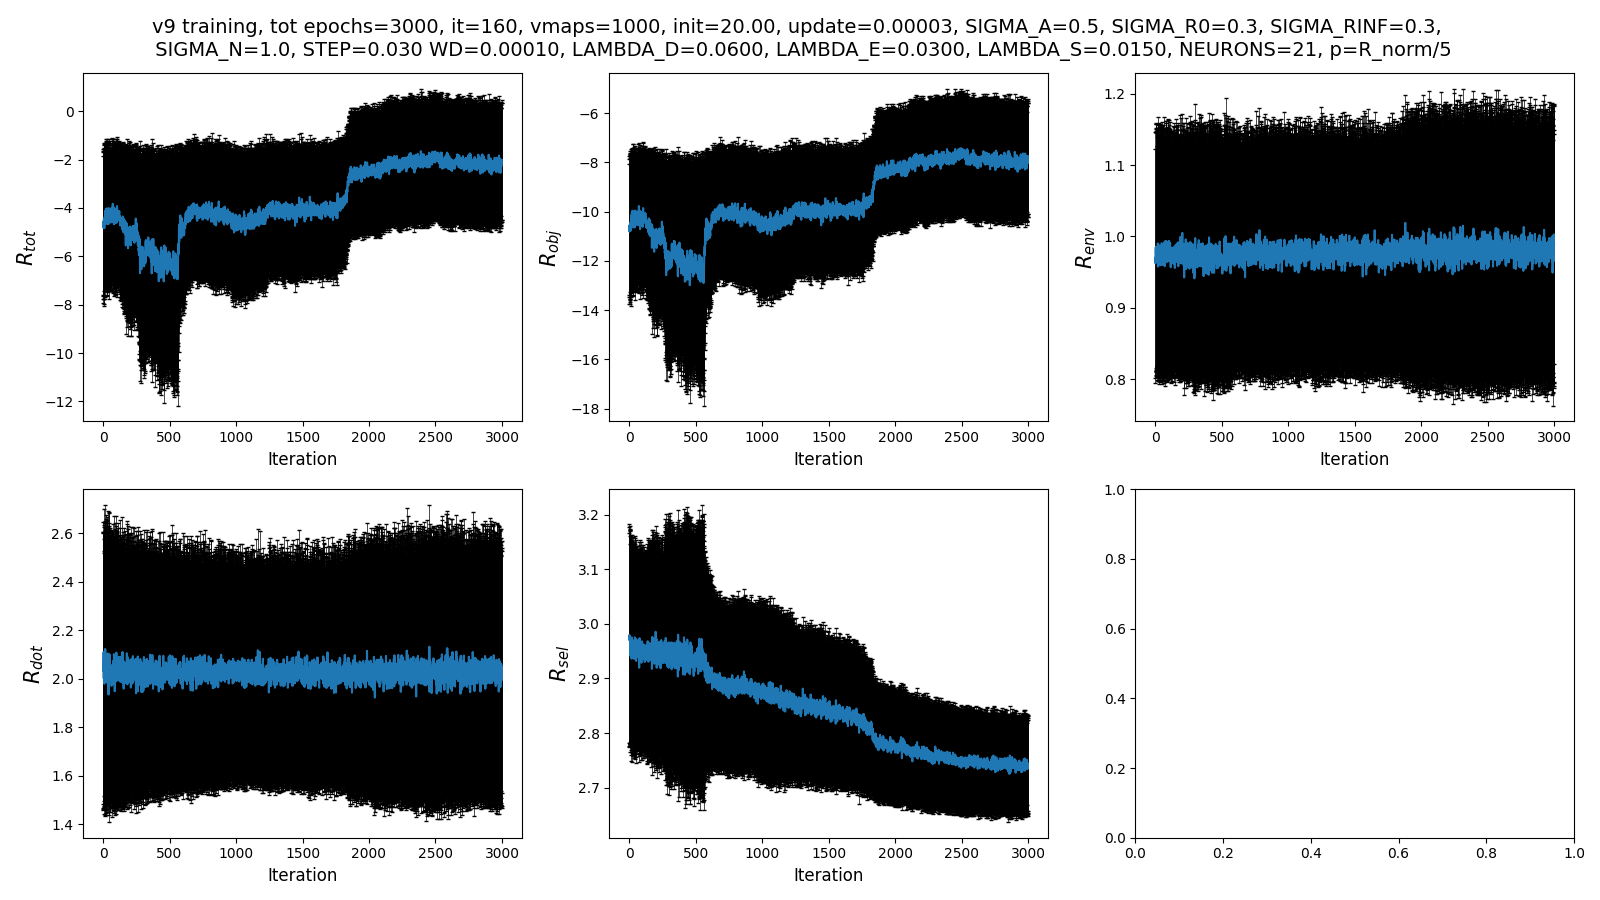 v9 training, tot epochs=3000, it=160, vmaps=1000, init=20.00, update=0.00003, SIGMA_A=0.5, SIGMA_R0=0.3, SIGMA_RINF=0.3,
SIGMA_N=1.0, STEP=0.030 WD=0.00010, LAMBDA_D=0.0600, LAMBDA_E=0.0300, LAMBDA_S=0.0150, NEURONS=21, p=R_norm/5
R_tot
0
−2
−4
−6
−8
−10
−12
0 500 1000 1500 2000 2500 3000
Iteration
R_obj
−6
−8
−10
−12
−14
−16
−18
0 500 1000 1500 2000 2500 3000
Iteration
R_env
1.2
1.1
1.0
0.9
0.8
0 500 1000 1500 2000 2500 3000
Iteration
R_dot
2.6
2.4
2.2
2.0
1.8
1.6
1.4
0 500 1000 1500 2000 2500 3000
Iteration
R_sel
3.2
3.1
3.0
2.9
2.8
2.7
0 500 1000 1500 2000 2500 3000
Iteration
1.0
0.8
0.6
0.4
0.2
0.0
0.0 0.2 0.4 0.6 0.8 1.0